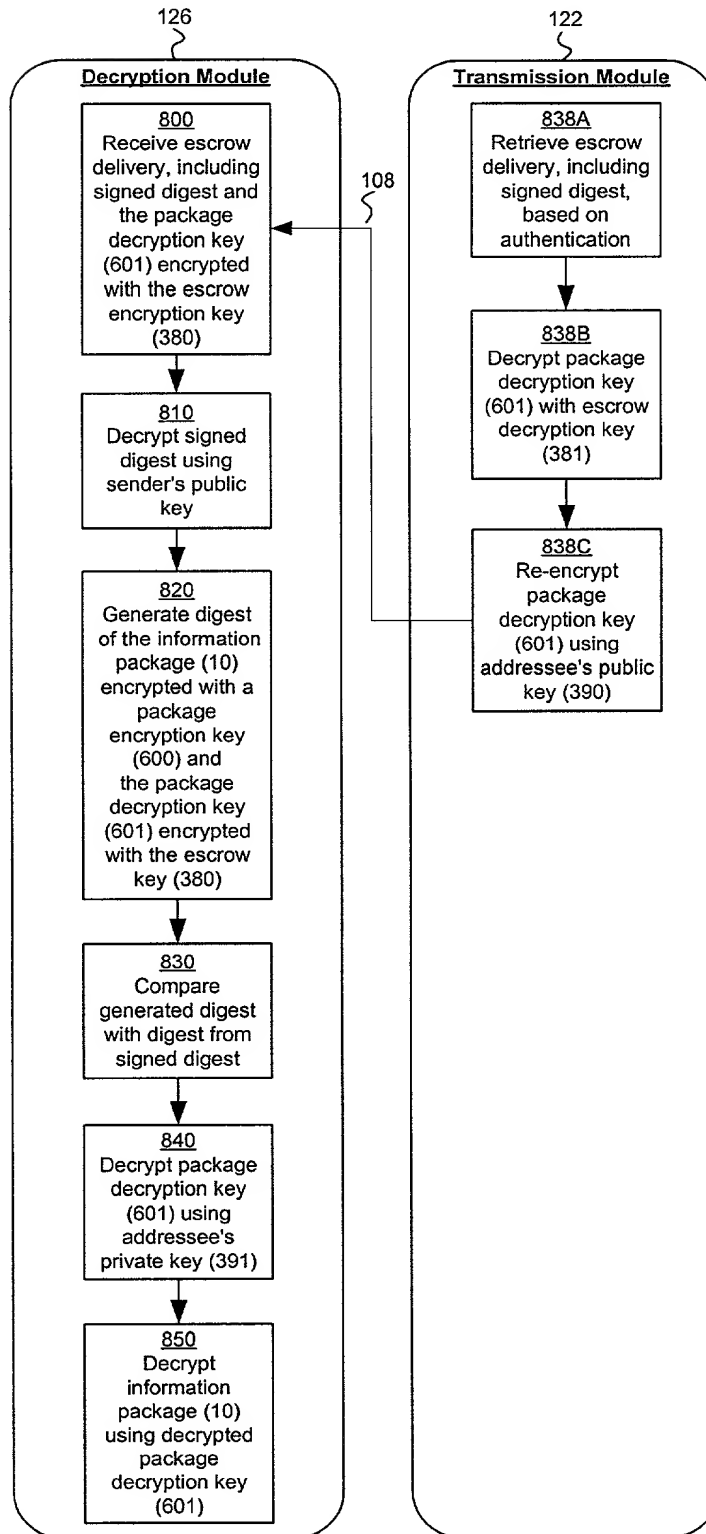 126
Decryption Module
800
Receive escrow
delivery, including
signed digest and
the package
decryption key
(601) encrypted
with the escrow
encryption key
(380)
810
Decrypt signed
digest using
sender's public
key
820
Generate digest
of the information
package (10)
encrypted with a
package
encryption key
(600) and
the package
decryption key
(601) encrypted
with the escrow
key (380)
830
Compare
generated digest
with digest from
signed digest
840
Decrypt package
decryption key
(601) using
addressee's
private key (391)
850
Decrypt
information
package (10)
using decrypted
package
decryption key
(601)
108
122
Transmission Module
838A
Retrieve escrow
delivery, including
signed digest,
based on
authentication
838B
Decrypt package
decryption key
(601) with escrow
decryption key
(381)
838C
Re-encrypt
package
decryption key
(601) using
addressee's public
key (390)